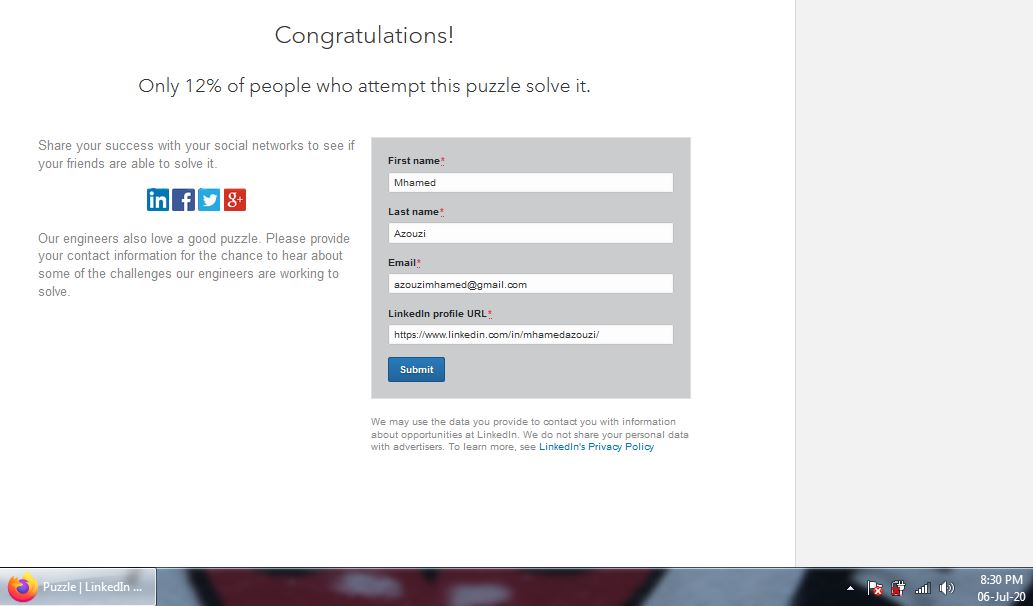 Congratulations!
Only 12% of people who attempt this puzzle solve it.
Share your success with your social networks to see if
your friends are able to solve it.
in f g+
Our engineers also love a good puzzle. Please provide
your contact information for the chance to hear about
some of the challenges our engineers are working to
solve.
First name*
Mhamed
Last name*
Azouzi
Email*
azouzimhamed@gmail.com
LinkedIn profile URL*
https://www.linkedin.com/in/mhamedazouzi/
Submit
We may use the data you provide to contact you with information
about opportunities at LinkedIn. We do not share your personal data
with advertisers. To learn more, see LinkedIn's Privacy Policy
Puzzle | LinkedIn ...
8:30 PM
06-Jul-20